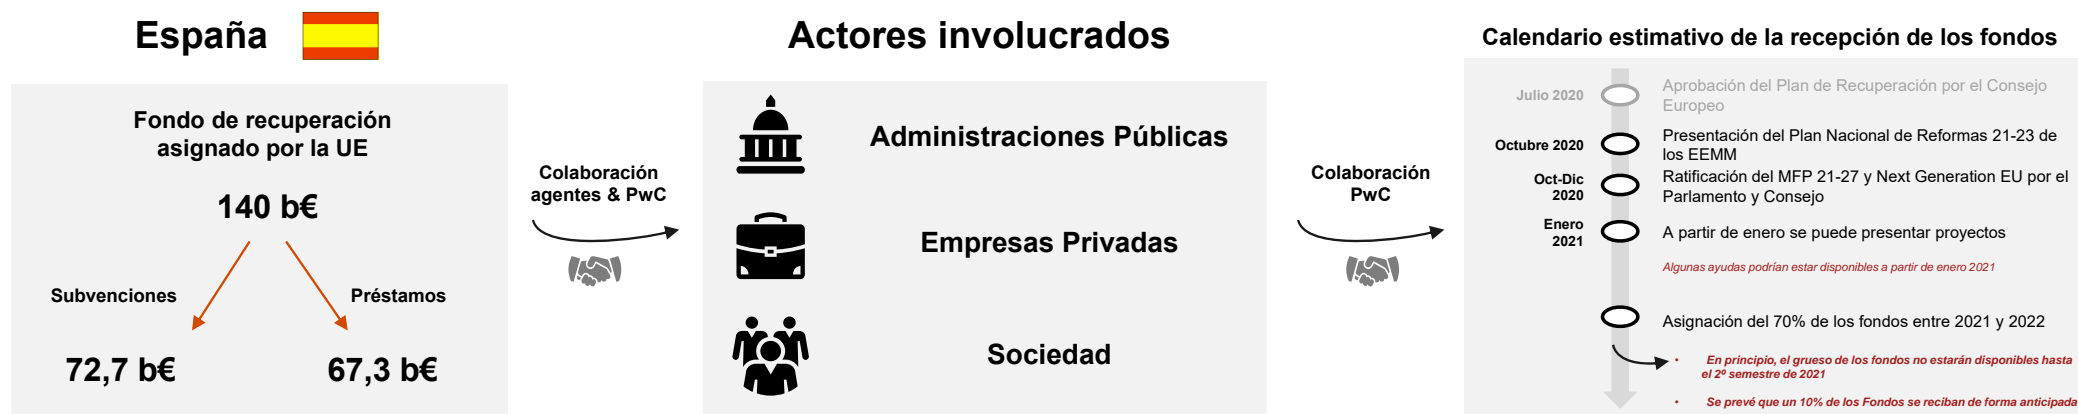 España
Fondo de recuperación
asignado por la UE
140 b€
Subvenciones
Préstamos
72,7 b€
67,3 b€
Colaboración
agentes & PwC
Actores involucrados
Administraciones Públicas
Empresas Privadas
Sociedad
Colaboración
PwC
Calendario estimativo de la recepción de los fondos
Julio 2020
Aprobación del Plan de Recuperación por el Consejo
Europeo
Octubre 2020
Presentación del Plan Nacional de Reformas 21-23 de
los EEMM
Oct-Dic
2020
Ratificación del MFP 21-27 y Next Generation EU por el
Parlamento y Consejo
Enero
2021
A partir de enero se puede presentar proyectos
Algunas ayudas podrían estar disponibles a partir de enero 2021
Asignación del 70% de los fondos entre 2021 y 2022
• En principio, el grueso de los fondos no estarán disponibles hasta
el 2º semestre de 2021
• Se prevé que un 10% de los Fondos se reciban de forma anticipada